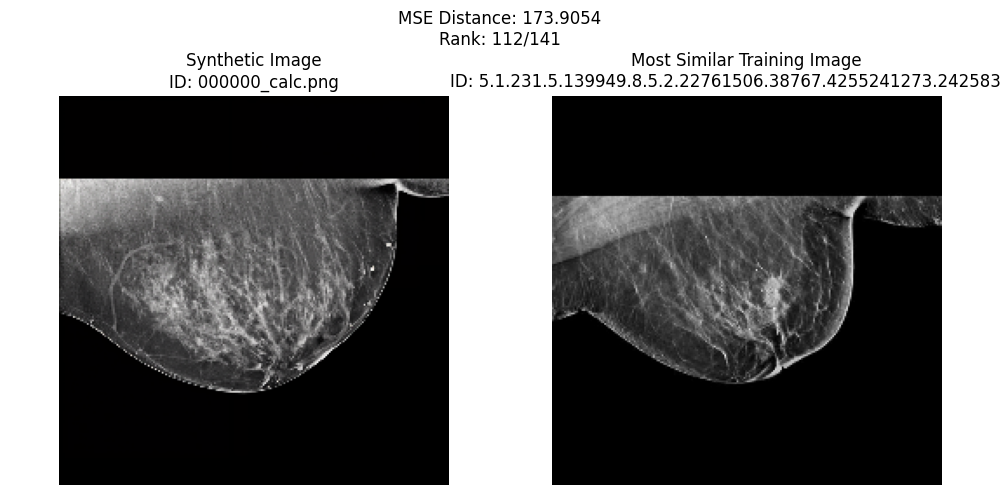 MSE Distance: 173.9054
Rank: 112/141
Synthetic Image
ID: 000000_calc.png
Most Similar Training Image
ID: 5.1.231.5.139949.8.5.2.22761506.38767.4255241273.242583